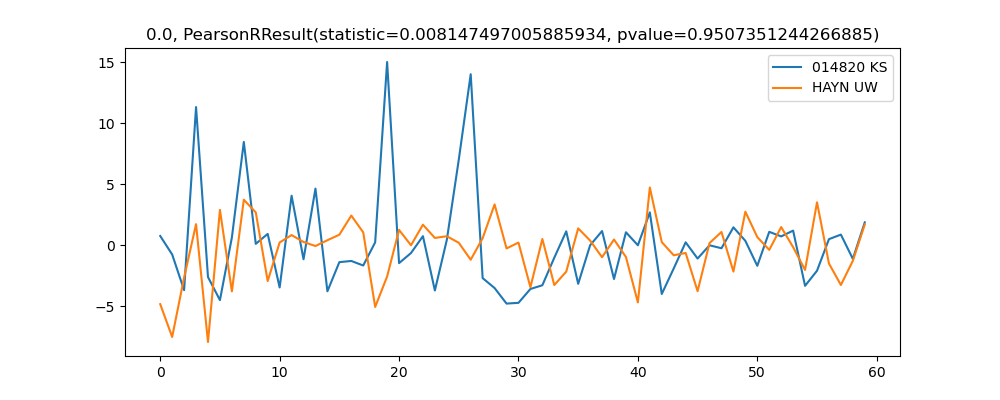 0.0, PearsonRResult(statistic=0.008147497005885934, pvalue=0.9507351244266885)
014820 KS
HAYN UW
15
10
5
0
−5
0 10 20 30 40 50 60